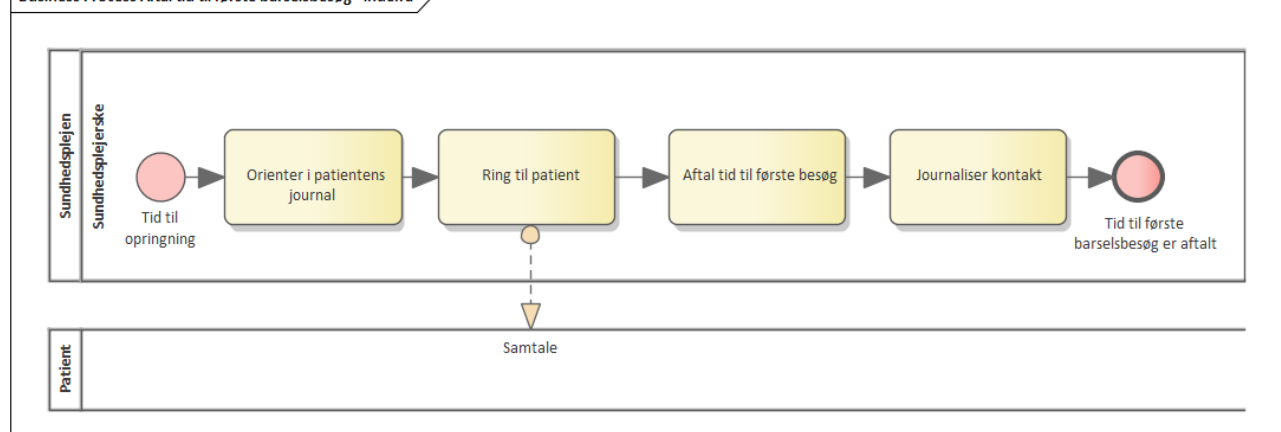 Sundhedsplejen
Sundhedsplejerske
Tid til
opringning
Orienter i patientens
journal
Ring til patient
Aftal tid til første besøg
Journaliser kontakt
Tid til første
barselsbesøg er aftalt
Samtale
Patient